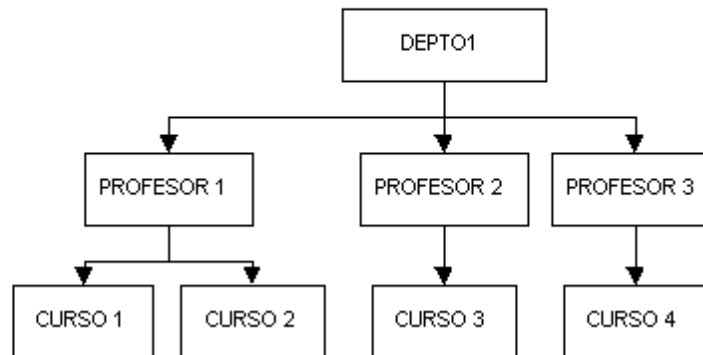 DEPTO1
PROFESOR 1
PROFESOR 2
PROFESOR 3
CURSO 1
CURSO 2
CURSO 3
CURSO 4